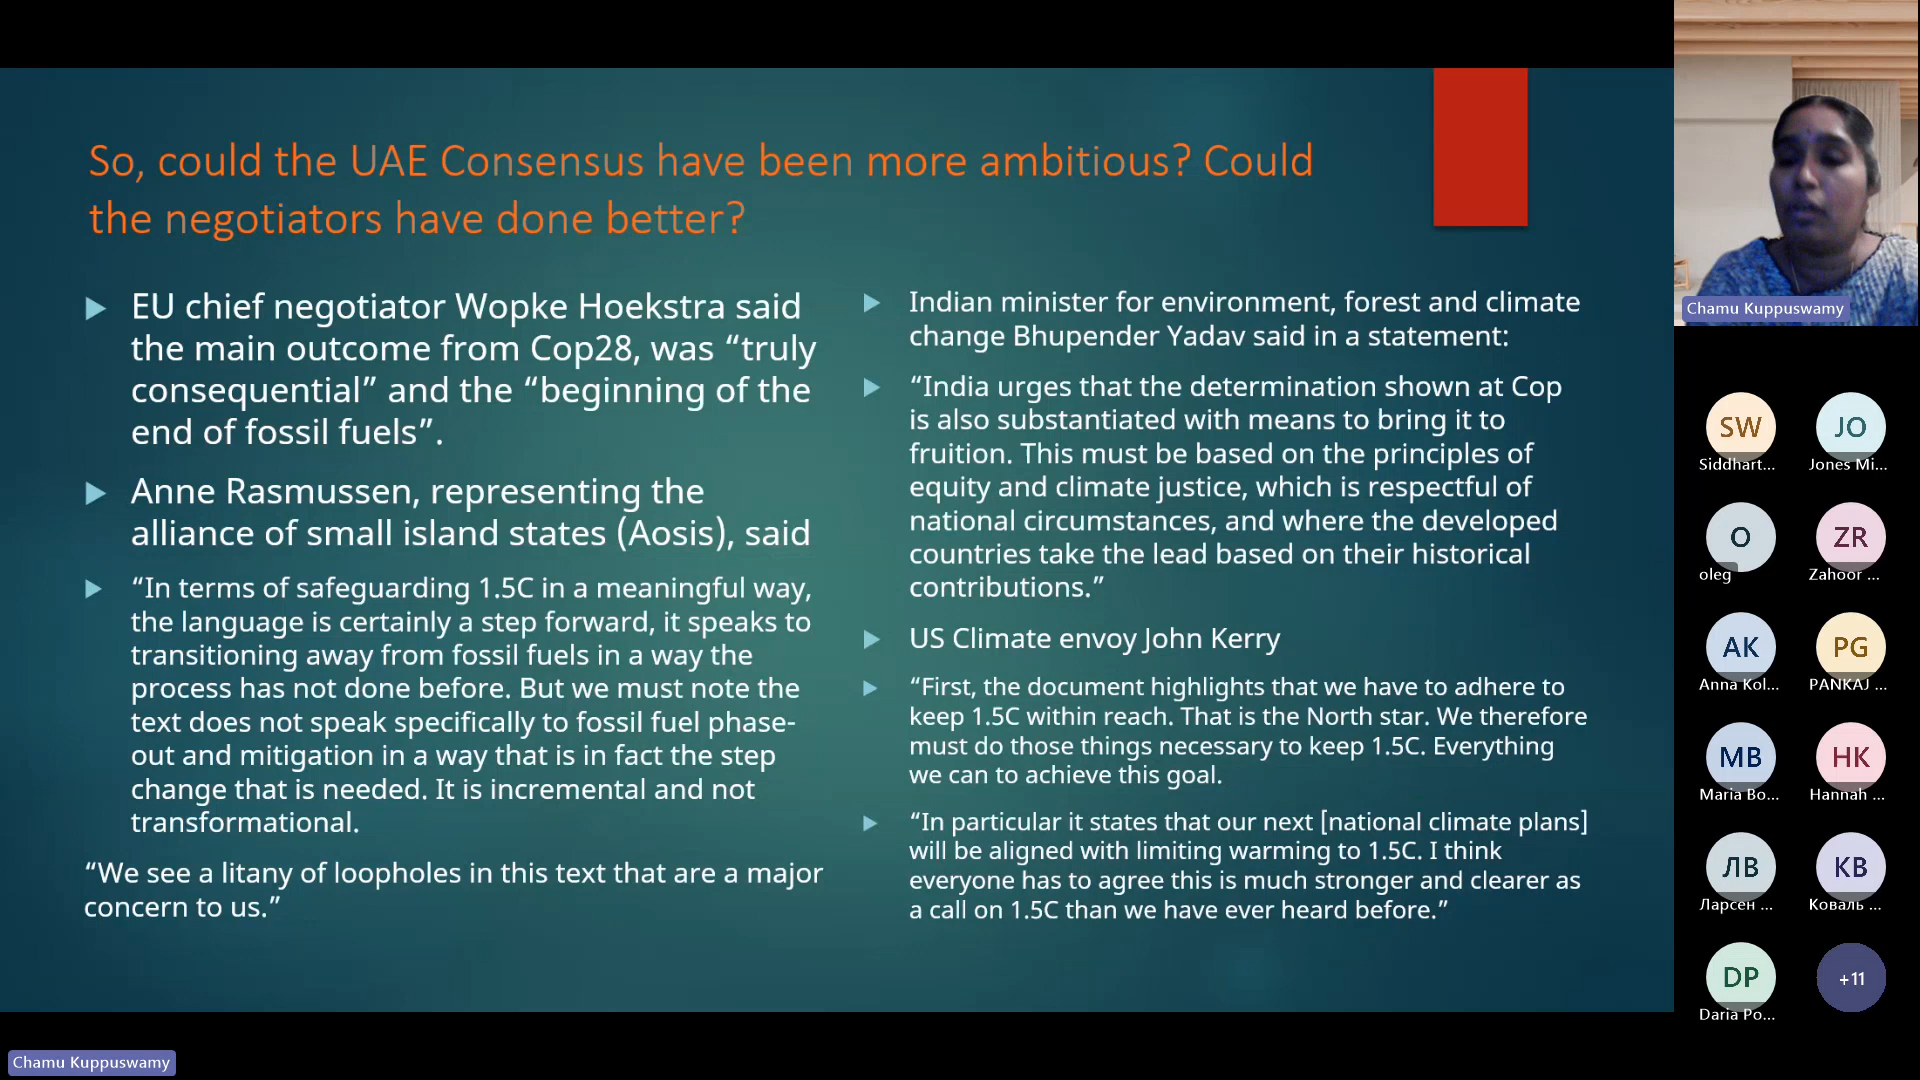 So, could the UAE Consensus have been more ambitious? Could
the negotiators have done better?
EU chief negotiator Wopke Hoekstra said
the main outcome from Cop28, was “truly
consequential” and the “beginning of the
end of fossil fuels”.
Anne Rasmussen, representing the
alliance of small island states (Aosis), said
“In terms of safeguarding 1.5C in a meaningful way,
the language is certainly a step forward, it speaks to
transitioning away from fossil fuels in a way the
process has not done before. But we must note the
text does not speak specifically to fossil fuel phase-
out and mitigation in a way that is in fact the step
change that is needed. It is incremental and not
transformational.
“We see a litany of loopholes in this text that are a major
concern to us.”
Indian minister for environment, forest and climate
change Bhupender Yadav said in a statement:
“India urges that the determination shown at Cop
is also substantiated with means to bring it to
fruition. This must be based on the principles of
equity and climate justice, which is respectful of
national circumstances, and where the developed
countries take the lead based on their historical
contributions.”
US Climate envoy John Kerry
“First, the document highlights that we have to adhere to
keep 1.5C within reach. That is the North star. We therefore
must do those things necessary to keep 1.5C. Everything
we can to achieve this goal.
“In particular it states that our next [national climate plans]
will be aligned with limiting warming to 1.5C. I think
everyone has to agree this is much stronger and clearer as
a call on 1.5C than we have ever heard before.”
Chamu Kuppuswamy
SW
Siddhart...
JO
Jones Mi...
O
oleg
ZR
Zahoor ...
AK
Anna Kol...
PG
PANKAJ ...
MB
Maria Bo...
HK
Hannah ...
ЛВ
Ларсен ...
КВ
Коваль ...
DP
Daria Po...
+11
Chamu Kuppuswamy